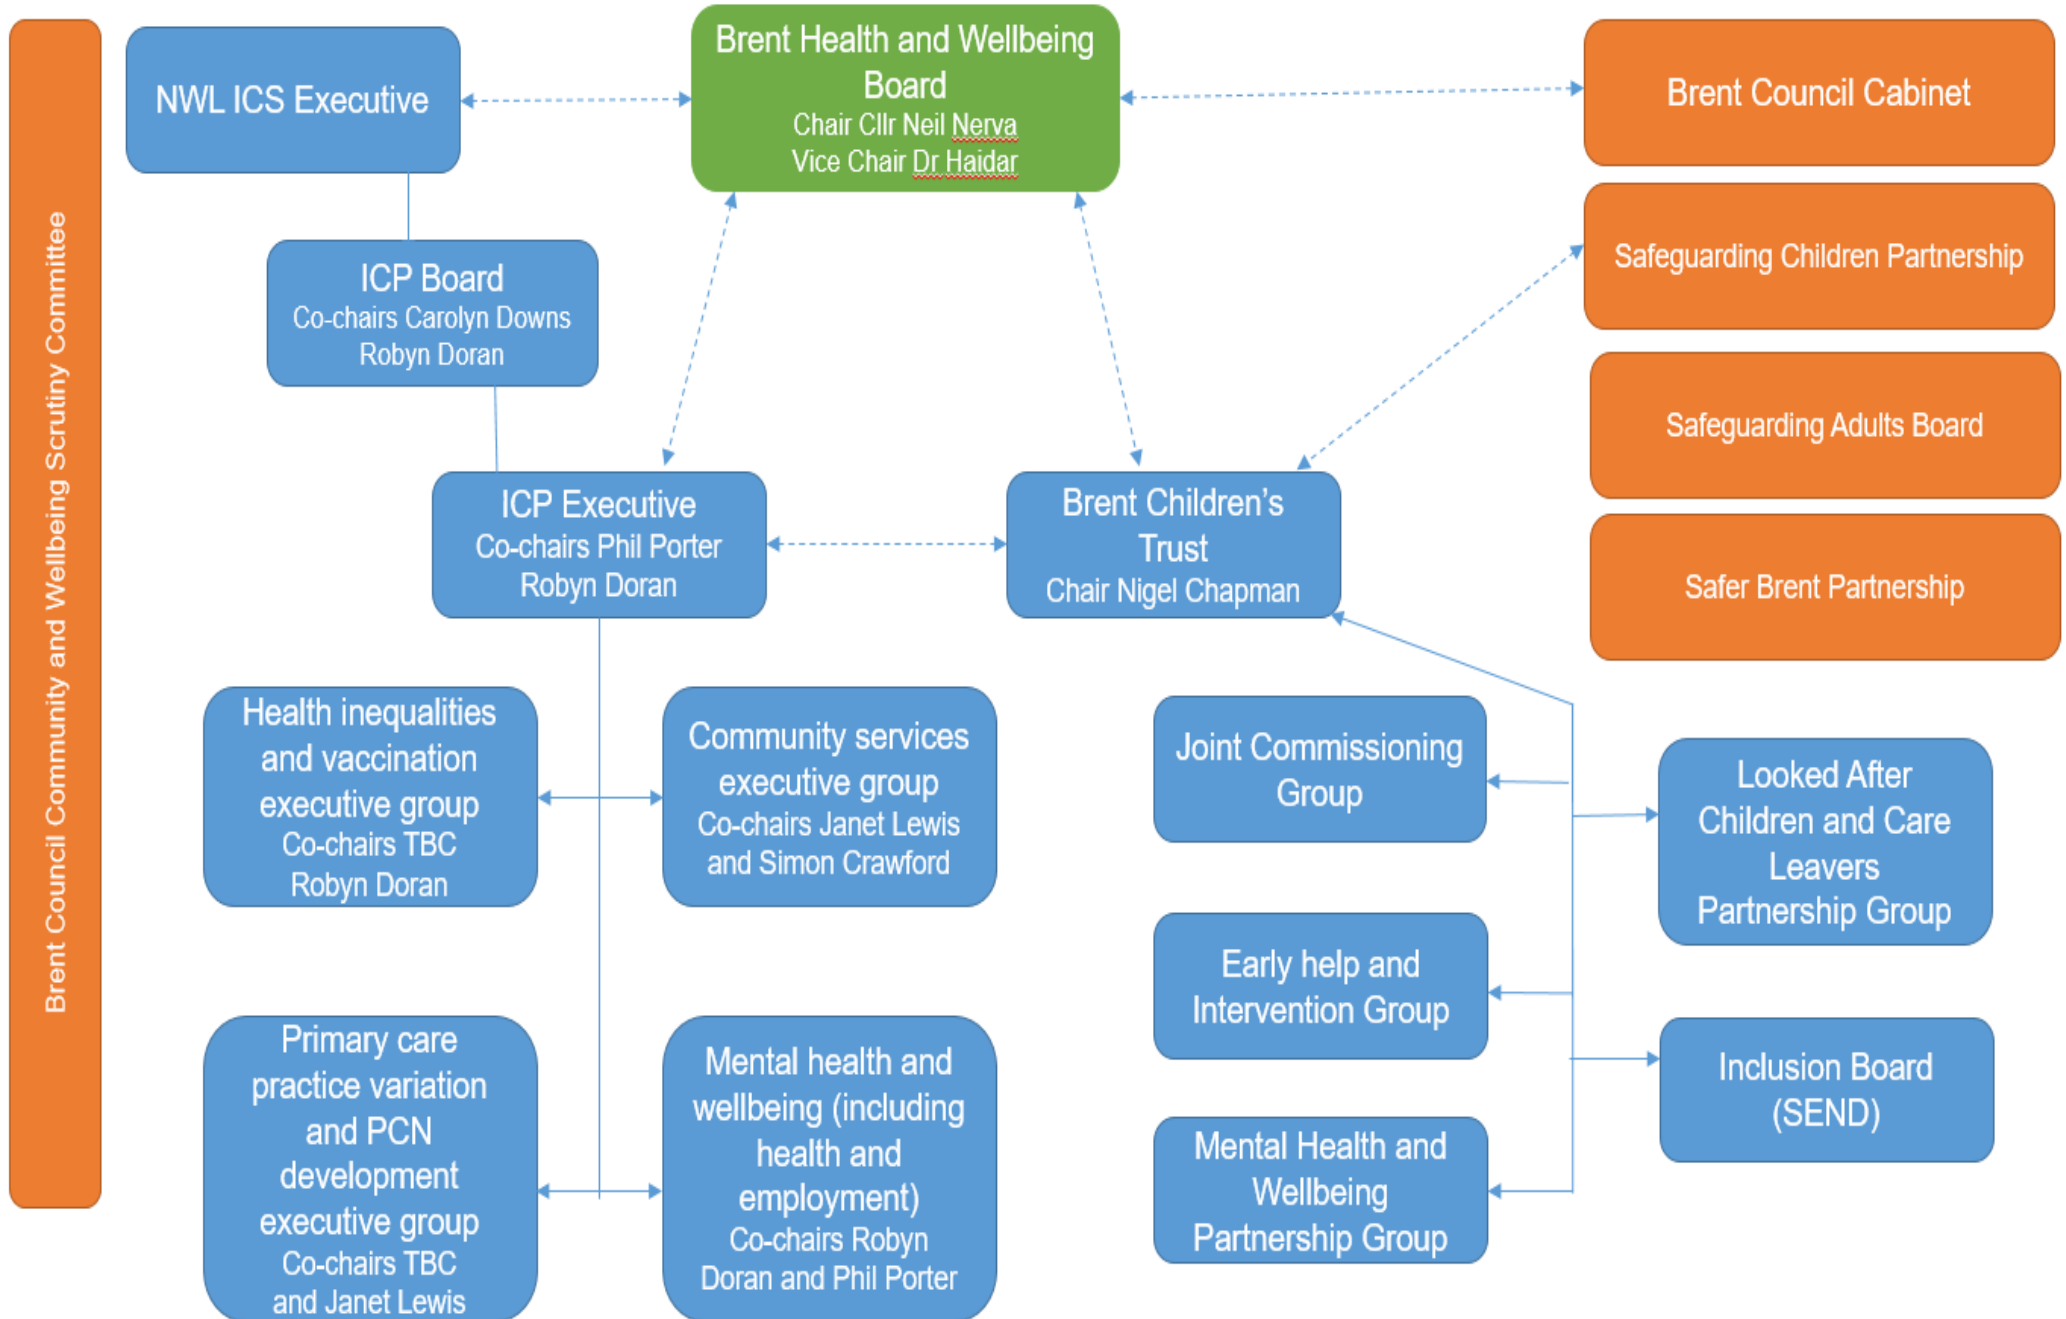 Brent Council Community and Wellbeing Scrutiny Committee
NWL ICS Executive
Brent Health and Wellbeing
Board
Chair Cllr Neil Nerva
Vice Chair Dr Haidar
Brent Council Cabinet
Safeguarding Children Partnership
Safeguarding Adults Board
Safer Brent Partnership
ICP Board
Co-chairs Carolyn Downs
Robyn Doran
ICP Executive
Co-chairs Phil Porter
Robyn Doran
Brent Children’s
Trust
Chair Nigel Chapman
Health inequalities
and vaccination
executive group
Co-chairs TBC
Robyn Doran
Community services
executive group
Co-chairs Janet Lewis
and Simon Crawford
Primary care
practice variation
and PCN
development
executive group
Co-chairs TBC
and Janet Lewis
Mental health and
wellbeing (including
health and
employment)
Co-chairs Robyn
Doran and Phil Porter
Joint Commissioning
Group
Looked After
Children and Care
Leavers
Partnership Group
Early help and
Intervention Group
Inclusion Board
(SEND)
Mental Health and
Wellbeing
Partnership Group